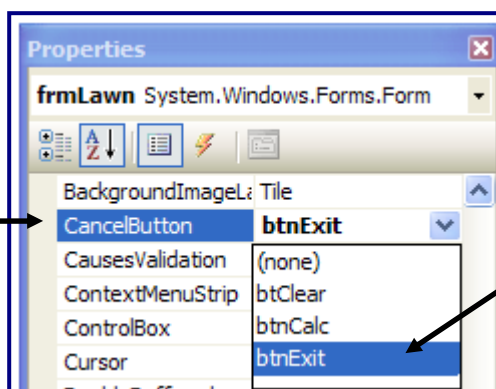 Properties
frmLawn System.Windows.Forms.Form
A
Z
BackgroundImageLa Tile
CancelButton btnExit
CausesValidation (none)
ContextMenuStrip btClear
ControlBox btnCalc
Cursor btnExit